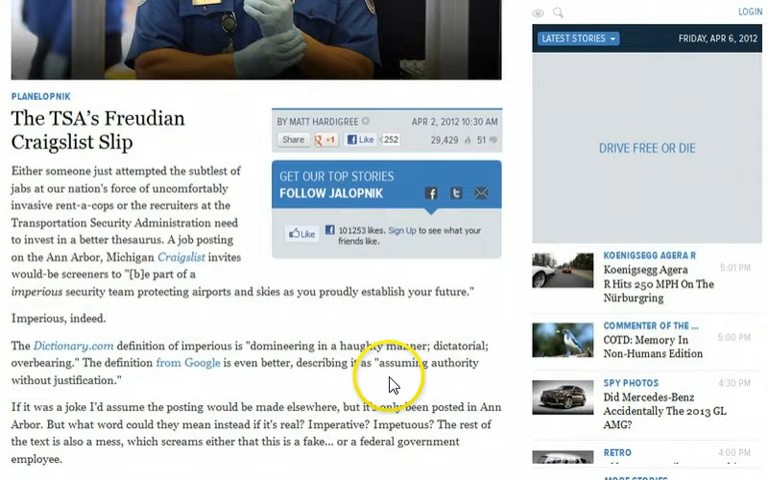 LOGIN
LATEST STORIES
FRIDAY, APR 6, 2012
DRIVE FREE OR DIE
PLANELOPNIK
The TSA's Freudian
Craigslist Slip
BY MATT HARDIGREE
APR 2, 2012 10:30 AM
Share
g +1
Like
252
29,429
51
GET OUR TOP STORIES
FOLLOW JALOPNIK
Like
101253 likes. Sign Up to see what your
friends like.
Either someone just attempted the subtlest of
jabs at our nation's force of uncomfortably
invasive rent-a-cops or the recruiters at the
Transportation Security Administration need
to invest in a better thesaurus. A job posting
on the Ann Arbor, Michigan Craigslist invites
would-be screeners to "[b]e part of a
imperious security team protecting airports and skies as you proudly establish your future."
Imperious, indeed.
The Dictionary.com definition of imperious is "domineering in a haughty manner; dictatorial;
overbearing." The definition from Google is even better, describing it as "assuming authority
without justification."
If it was a joke I'd assume the posting would be made elsewhere, but it's only been posted in Ann
Arbor. But what word could they mean instead if it's real? Imperative? Impetuous? The rest of
the text is also a mess, which screams either that this is a fake... or a federal government
employee.
KOENIGSEGG AGERA R
Koenigsegg Agera
R Hits 250 MPH On The
Nürburgring
5:01 PM
COMMENTER OF THE ...
COTD: Memory In
Non-Humans Edition
5:00 PM
SPY PHOTOS
Did Mercedes-Benz
Accidentally The 2013 GL
AMG?
4:30 PM
RETRO
4:00 PM
MORE STORIES